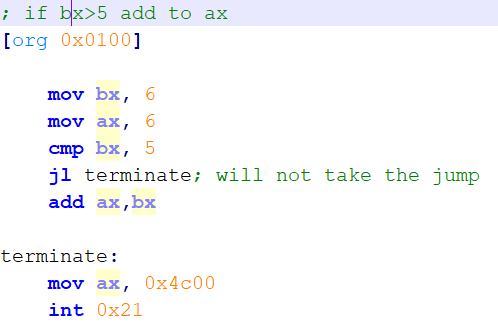 ; if bx>5 add to ax
[org 0x0100]
mov bx, 6
mov ax, 6
cmp bx, 5
jl terminate; will not take the jump
add ax,bx
terminate:
mov ax, 0x4c00
int 0x21